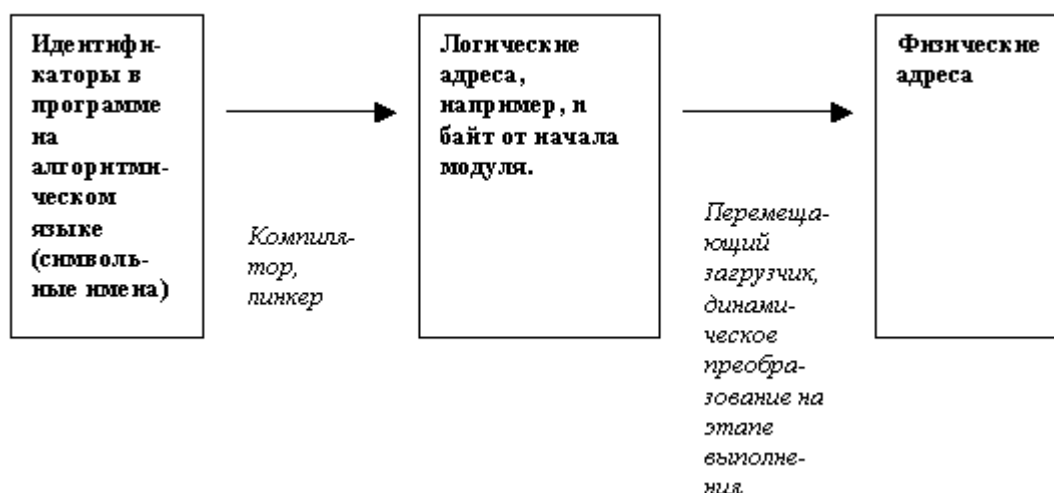 Идентифи-
каторы в
программе
на
алгоритми-
ческом
языке
(символь-
ные имена)
Компиля-
тор,
линкер
Логические
адреса,
например, n
байт от начала
модуля.
Перемеща-
ющий
загрузчик,
динами-
ческое
преобра-
зование на
этапе
выполне-
ния
Физические
адреса